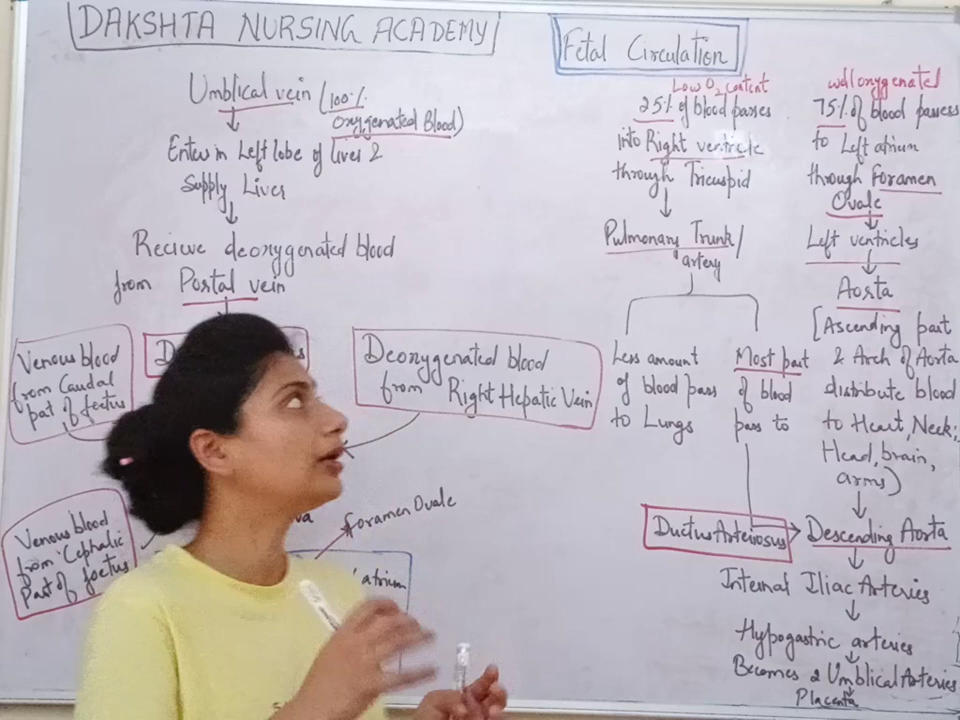 DAKSHTA NURSING ACADEMY
Fetal Circulation
Umblical vein (100%
Oxygenated Blood)
Enters in Left lobe of liver &
Supply Liver
Recieve deoxygenated blood
from Portal vein
Venous blood
from Caudal
part of foetus
Deoxygenated blood
from Right Hepatic Vein
Venous blood
from Cephalic
Part of foetus
Foramen Ovale
atrium
Low O2 content
25% of blood passes
into Right ventricle
through Tricuspid
Pulmonary Trunk/
artery
Less amount
of blood pass
to Lungs
Most part
of blood
pass to
Ductus Arteriosus
well oxygenated
75% of blood passes
to Left atrium
through Foramen
Ovale
Left ventricles
Aorta
[Ascending part
& Arch of Aorta
distribute blood
to Heart, Neck,
Head, brain,
arms)
Descending Aorta
Internal Iliac Arteries
Hypogastric arteries
Becomes 2 Umblical Arteries
Placenta